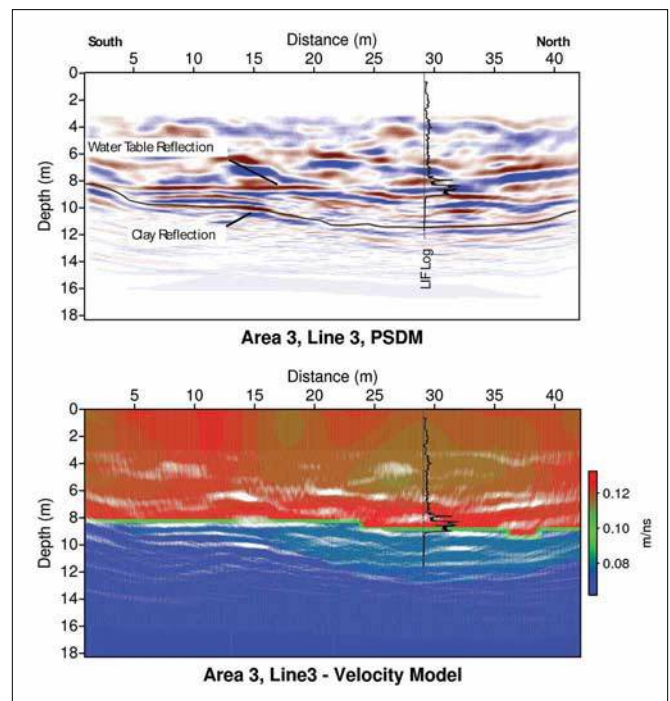 Distance (m)
South
North
5 10 15 20 25 30 35 40
0
2
4
6
8
10
12
14
16
18
Depth (m)
Water Table Reflection
Clay Reflection
LIF Log
Area 3, Line 3, PSDM
Distance (m)
5 10 15 20 25 30 35 40
0
2
4
6
8
10
12
14
16
18
Depth (m)
0.12
0.10
0.08
m/ns
Area 3, Line3 - Velocity Model